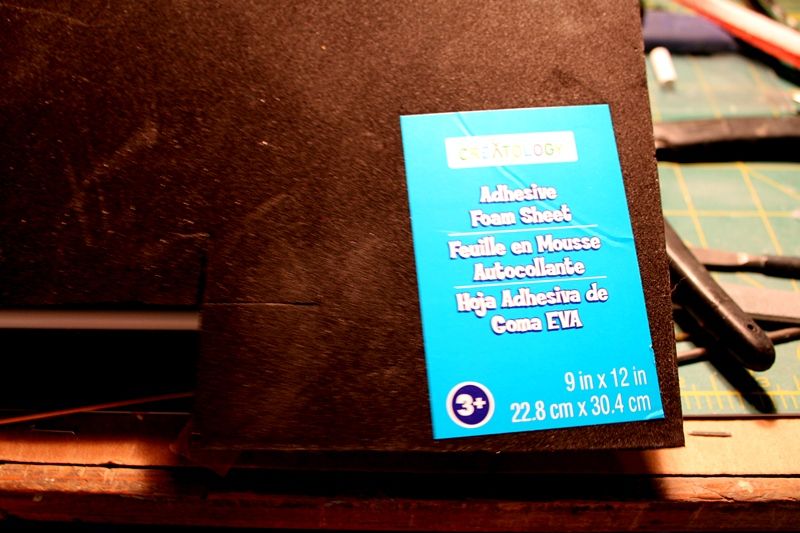 CREATOLOGY
Adhesive
Foam Sheet
Feuille en Mousse
Autocollante
Hoja Adhesiva de
Goma EVA
9 in x 12 in
3+
22.8 cm x 30.4 cm